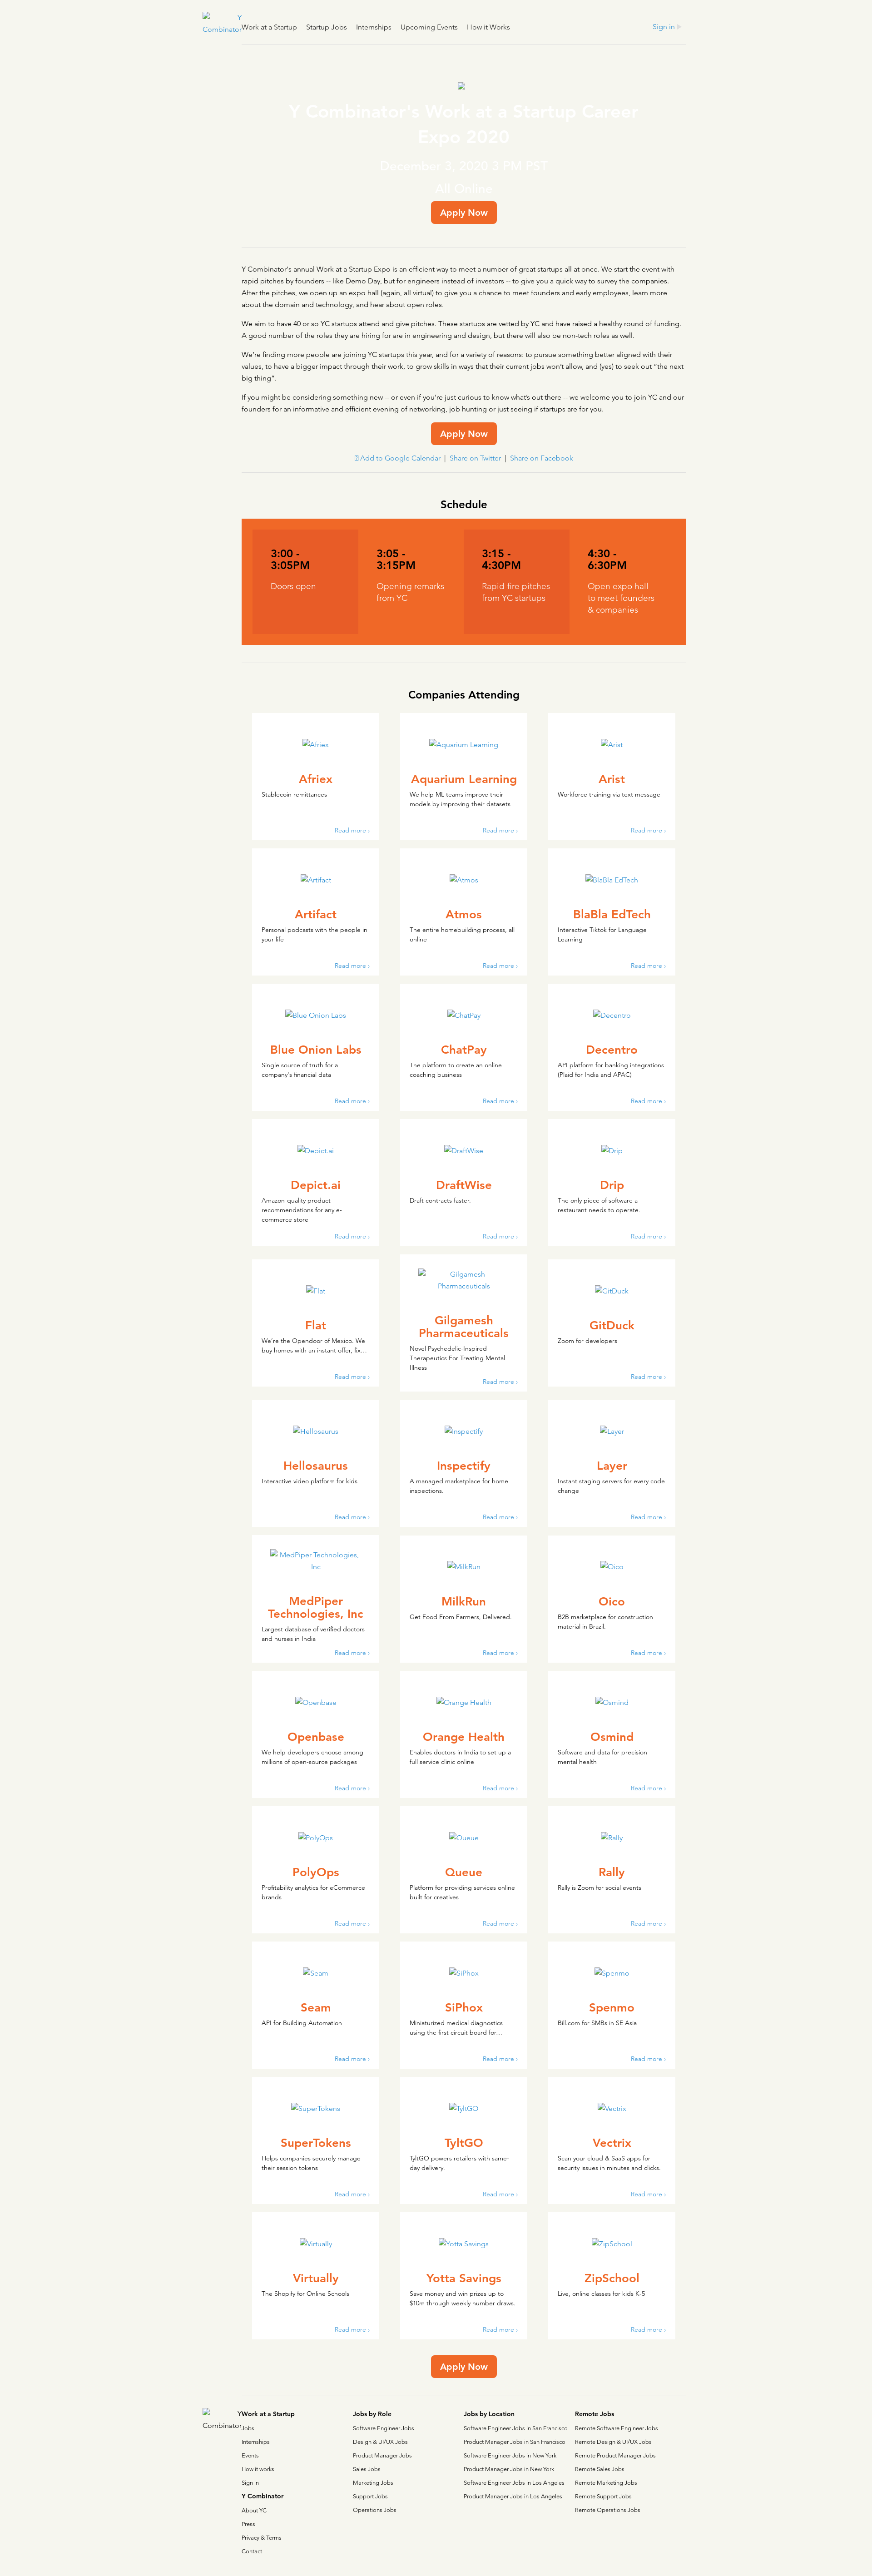 Y Combinator
Work at a Startup
Startup Jobs
Internships
Upcoming Events
How it Works
Sign in ▹
Y Combinator's Work at a Startup Career
Expo 2020
December 3, 2020 3 PM PST
All Online
Apply Now
Y Combinator's annual Work at a Startup Expo is an efficient way to meet a number of great startups all at once. We start the event with
rapid pitches by founders -- like Demo Day, but for engineers instead of investors -- to give you a quick way to survey the companies.
After the pitches, we open up an expo hall (again, all virtual) to give you a chance to meet founders and early employees, learn more
about the domain and technology, and hear about open roles.
We aim to have 40 or so YC startups attend and give pitches. These startups are vetted by YC and have raised a healthy round of funding.
A good number of the roles they are hiring for are in engineering and design, but there will also be non-tech roles as well.
We're finding more people are joining YC startups this year, and for a variety of reasons: to pursue something better aligned with their
values, to have a bigger impact through their work, to grow skills in ways that their current jobs won't allow, and (yes) to seek out "the next
big thing".
If you might be considering something new -- or even if you're just curious to know what's out there -- we welcome you to join YC and our
founders for an informative and efficient evening of networking, job hunting or just seeing if startups are for you.
Apply Now
Add to Google Calendar | Share on Twitter | Share on Facebook
Schedule
3:00 -
3:05PM
Doors open
3:05 -
3:15PM
Opening remarks
from YC
3:15 -
4:30PM
Rapid-fire pitches
from YC startups
4:30 -
6:30PM
Open expo hall
to meet founders
& companies
Companies Attending
Afriex
Afriex
Stablecoin remittances
Read more ›
Aquarium Learning
Aquarium Learning
We help ML teams improve their
models by improving their datasets
Read more ›
Arist
Arist
Workforce training via text message
Read more ›
Artifact
Artifact
Personal podcasts with the people in
your life
Read more ›
Atmos
Atmos
The entire homebuilding process, all
online
Read more ›
BlaBla EdTech
BlaBla EdTech
Interactive Tiktok for Language
Learning
Read more ›
Blue Onion Labs
Blue Onion Labs
Single source of truth for a
company's financial data
Read more ›
ChatPay
ChatPay
The platform to create an online
coaching business
Read more ›
Decentro
Decentro
API platform for banking integrations
(Plaid for India and APAC)
Read more ›
Depict.ai
Depict.ai
Amazon-quality product
recommendations for any e-
commerce store
Read more ›
DraftWise
DraftWise
Draft contracts faster.
Read more ›
Drip
Drip
The only piece of software a
restaurant needs to operate.
Read more ›
Flat
Flat
We're the Opendoor of Mexico. We
buy homes with an instant offer, fix…
Read more ›
Gilgamesh
Pharmaceuticals
Gilgamesh
Pharmaceuticals
Novel Psychedelic-Inspired
Therapeutics For Treating Mental
Illness
Read more ›
GitDuck
GitDuck
Zoom for developers
Read more ›
Hellosaurus
Hellosaurus
Interactive video platform for kids
Read more ›
Inspectify
Inspectify
A managed marketplace for home
inspections.
Read more ›
Layer
Layer
Instant staging servers for every code
change
Read more ›
MedPiper Technologies,
Inc
MedPiper
Technologies, Inc
Largest database of verified doctors
and nurses in India
Read more ›
MilkRun
MilkRun
Get Food From Farmers, Delivered.
Read more ›
Oico
Oico
B2B marketplace for construction
material in Brazil.
Read more ›
Openbase
Openbase
We help developers choose among
millions of open-source packages
Read more ›
Orange Health
Orange Health
Enables doctors in India to set up a
full service clinic online
Read more ›
Osmind
Osmind
Software and data for precision
mental health
Read more ›
PolyOps
PolyOps
Profitability analytics for eCommerce
brands
Read more ›
Queue
Queue
Platform for providing services online
built for creatives
Read more ›
Rally
Rally
Rally is Zoom for social events
Read more ›
Seam
Seam
API for Building Automation
Read more ›
SiPhox
SiPhox
Miniaturized medical diagnostics
using the first circuit board for…
Read more ›
Spenmo
Spenmo
Bill.com for SMBs in SE Asia
Read more ›
SuperTokens
SuperTokens
Helps companies securely manage
their session tokens
Read more ›
TyltGO
TyltGO
TyltGO powers retailers with same-
day delivery.
Read more ›
Vectrix
Vectrix
Scan your cloud & SaaS apps for
security issues in minutes and clicks.
Read more ›
Virtually
Virtually
The Shopify for Online Schools
Read more ›
Yotta Savings
Yotta Savings
Save money and win prizes up to
$10m through weekly number draws.
Read more ›
ZipSchool
ZipSchool
Live, online classes for kids K-5
Read more ›
Apply Now
Y Combinator
Work at a Startup
Jobs
Internships
Events
How it works
Sign in
Y Combinator
About YC
Press
Privacy & Terms
Contact
Jobs by Role
Software Engineer Jobs
Design & UI/UX Jobs
Product Manager Jobs
Sales Jobs
Marketing Jobs
Support Jobs
Operations Jobs
Jobs by Location
Software Engineer Jobs in San Francisco
Product Manager Jobs in San Francisco
Software Engineer Jobs in New York
Product Manager Jobs in New York
Software Engineer Jobs in Los Angeles
Product Manager Jobs in Los Angeles
Remote Jobs
Remote Software Engineer Jobs
Remote Design & UI/UX Jobs
Remote Product Manager Jobs
Remote Sales Jobs
Remote Marketing Jobs
Remote Support Jobs
Remote Operations Jobs